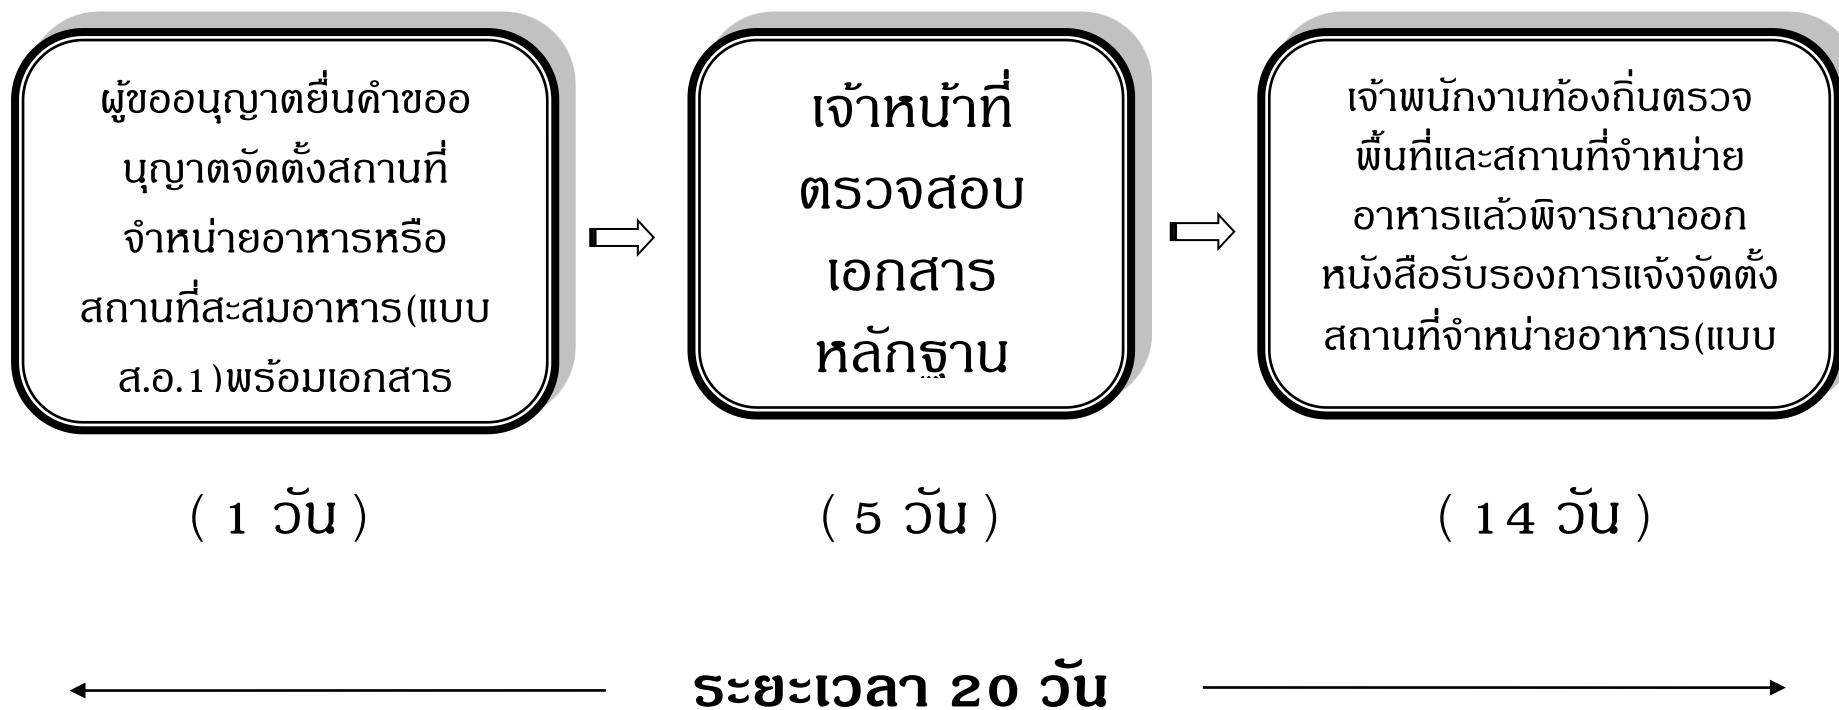 ผู้ขออนุญาตยื่นคำขออ
นุญาตจัดตั้งสถานที่
จำหน่ายอาหารหรือ
สถานที่สะสมอาหาร(แบบ
ส.อ.1)พร้อมเอกสาร
เจ้าหน้าที่
ตรวจสอบ
เอกสาร
หลักฐาน
เจ้าพนักงานท้องถิ่นตรวจ
พื้นที่และสถานที่จำหน่าย
อาหารแล้วพิจารณาออก
หนังสือรับรองการแจ้งจัดตั้ง
สถานที่จำหน่ายอาหาร(แบบ
( 1 วัน )
( 5 วัน )
( 14 วัน )
ระยะเวลา 20 วัน